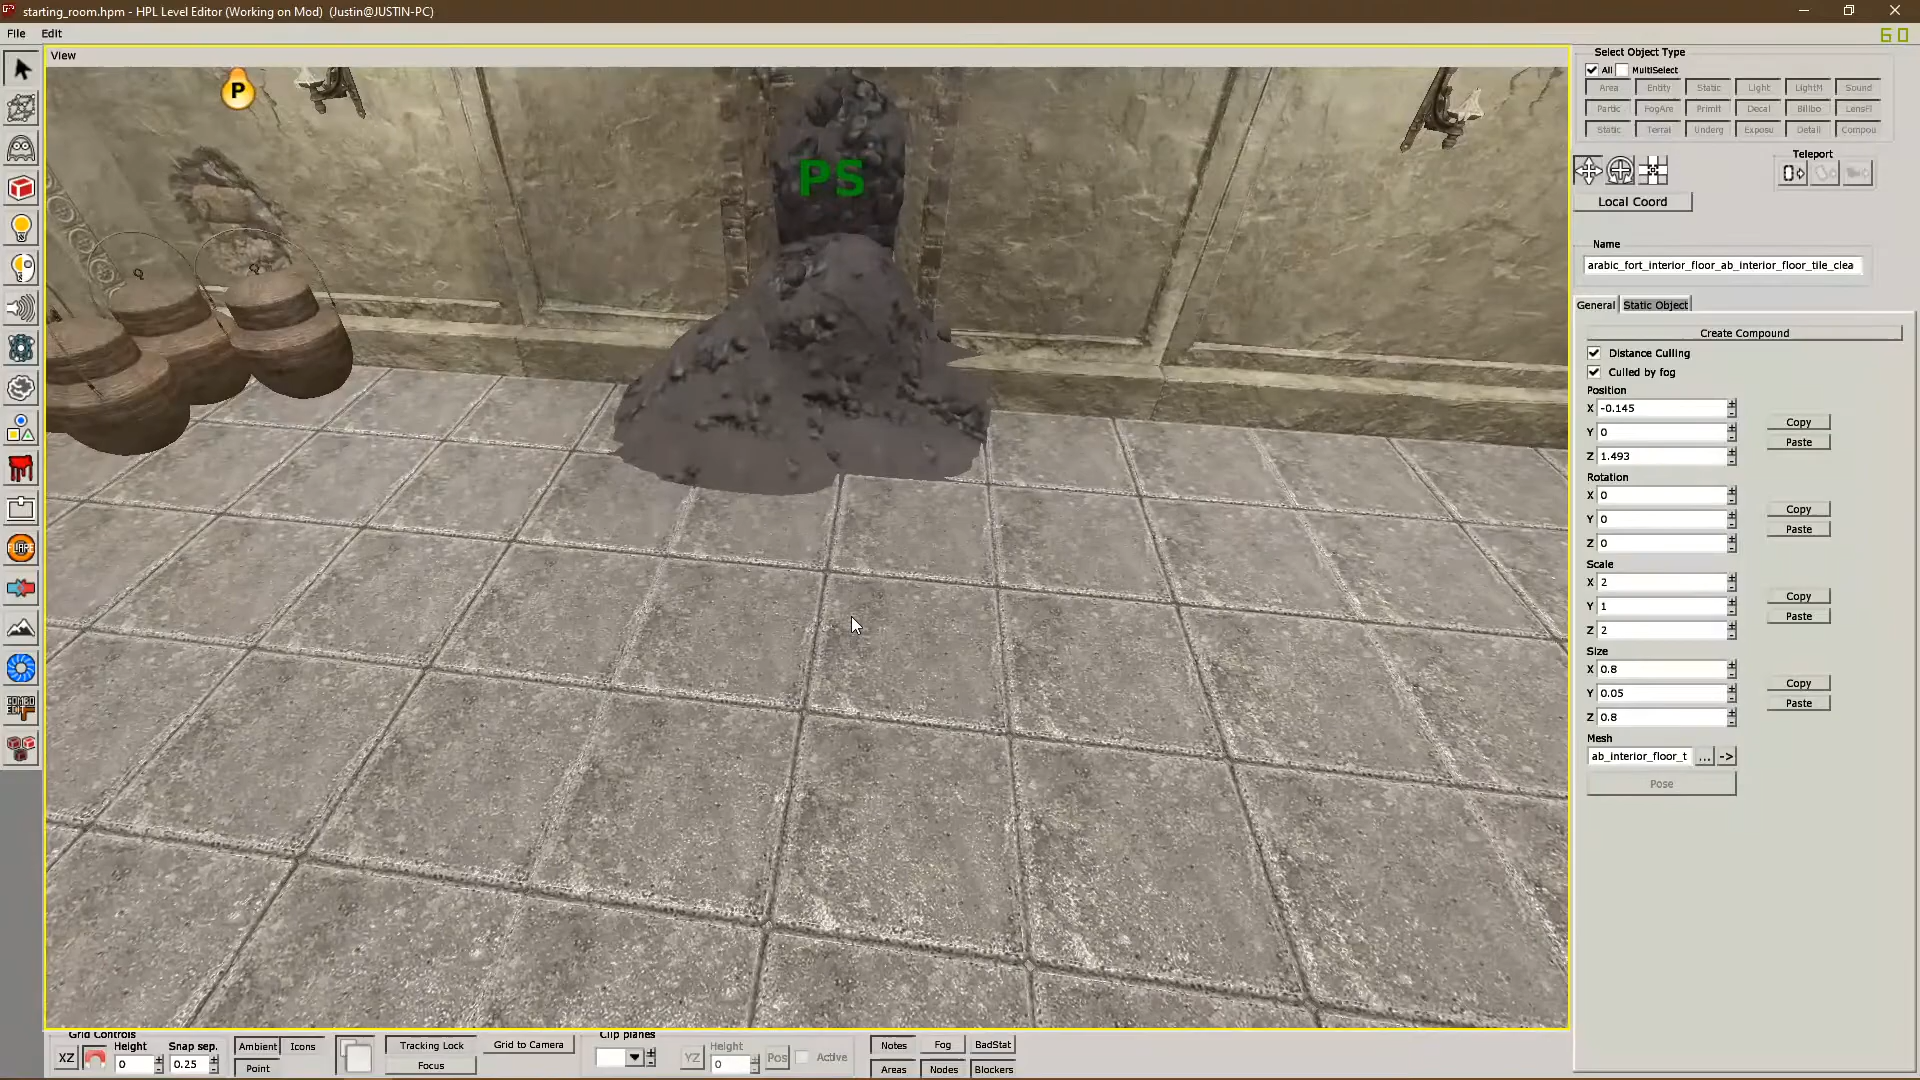 starting_room.hpm - HPL Level Editor (Working on Mod) (Justin@JUSTIN-PC)
File Edit
60
View
Select Object Type
All MultiSelect
Area Entity Static Light LightM Sound
Partic FogAre Primit Decal Billbo LensFl
Static Terrai Underg Exposu Detail Compou
Teleport
Local Coord
Name
arabic_fort_interior_floor_ab_interior_floor_tile_clea
General Static Object
Create Compound
Distance Culling
Culled by fog
Position
X -0.145
Y 0
Z 1.493
Copy
Paste
Rotation
X 0
Y 0
Z 0
Copy
Paste
Scale
X 2
Y 1
Z 2
Copy
Paste
Size
X 0.8
Y 0.05
Z 0.8
Copy
Paste
Mesh
ab_interior_floor_t ... ->
Pose
P
PS
FLARE
COMBO
Grid Controls
XZ
Height
0
Snap sep.
0.25
Ambient Icons
Point
Tracking Lock
Focus
Grid to Camera
Clip planes
YZ
Height
0
Pos
Active
Notes Fog BadStat
Areas Nodes Blockers